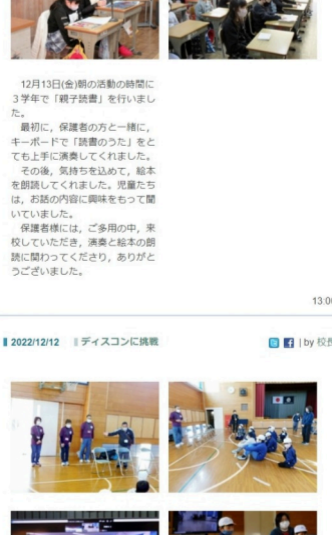 12月13日(金)朝の活動の時間に
３学年で「親子読書」を行いまし
た。
最初に，保護者の方と一緒に，
キーボードで「読書のうた」をと
ても上手に演奏してくれました。
その後，気持ちを込めて，絵本
を朗読してくれました。児童たち
は，お話の内容に興味をもって聞
いていました。
保護者様には，ご多用の中，来
校していただき，演奏と絵本の朗
読に関わってくださり，ありがと
うございました。
13:00
2022/12/12 ディスコンに挑戦 | by 校長